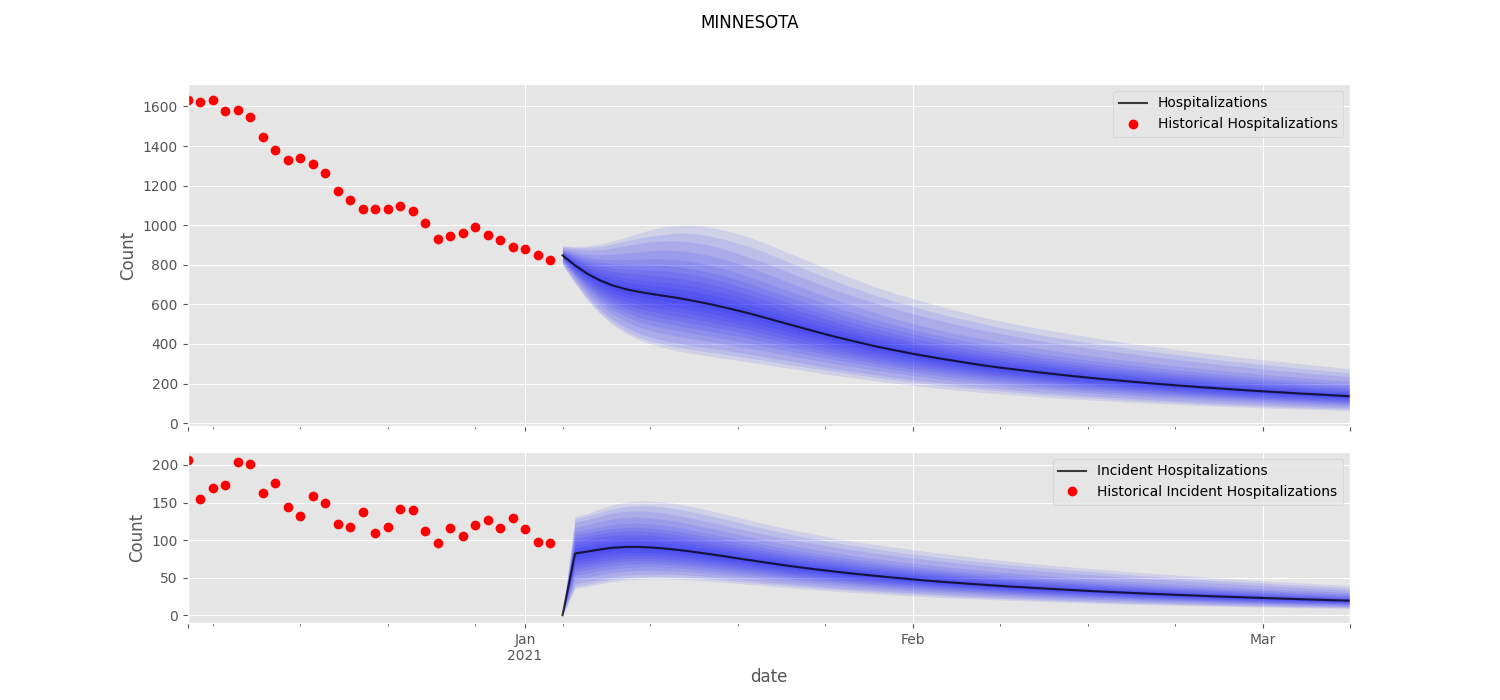 MINNESOTA
1600
1400
1200
1000
800
600
400
200
0
Count
Hospitalizations
Historical Hospitalizations
200
150
100
50
0
Count
Incident Hospitalizations
Historical Incident Hospitalizations
Jan
2021
Feb
Mar
date